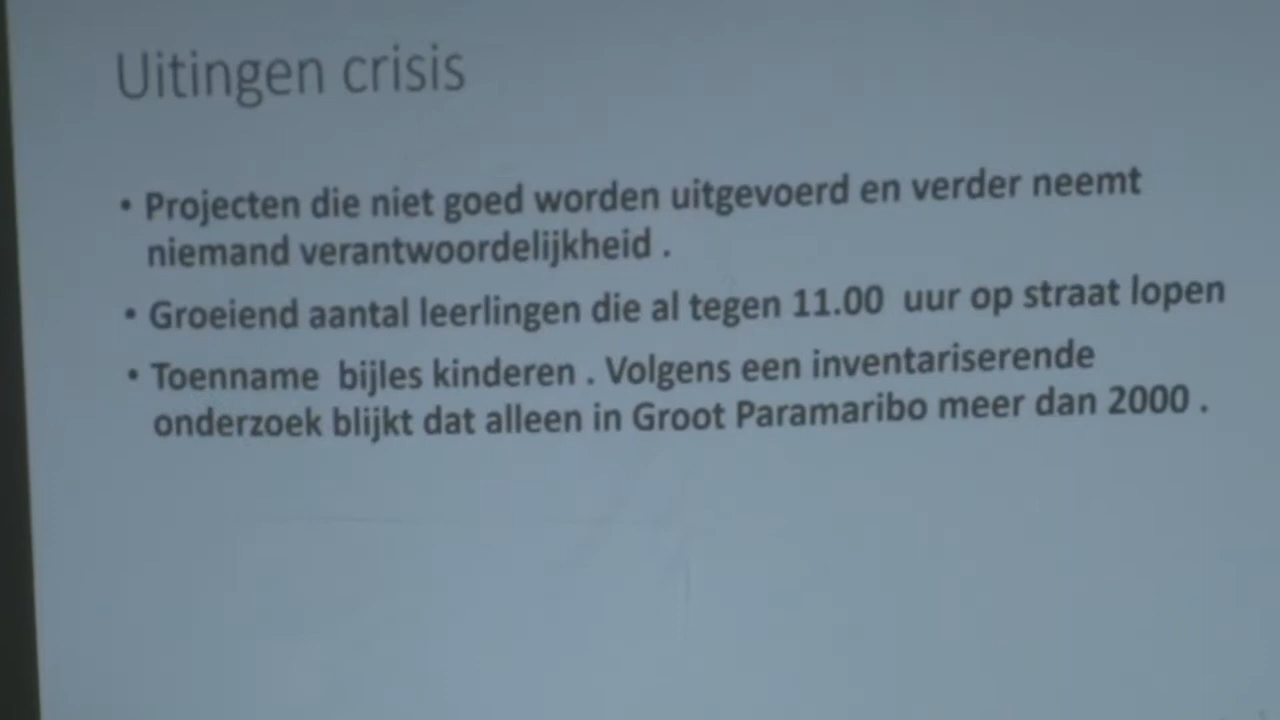 Uitingen crisis
• Projecten die niet goed worden uitgevoerd en verder neemt
niemand verantwoordelijkheid .
• Groeiend aantal leerlingen die al tegen 11.00  uur op straat lopen
• Toenname  bijles kinderen . Volgens een inventariserende
onderzoek blijkt dat alleen in Groot Paramaribo meer dan 2000 .